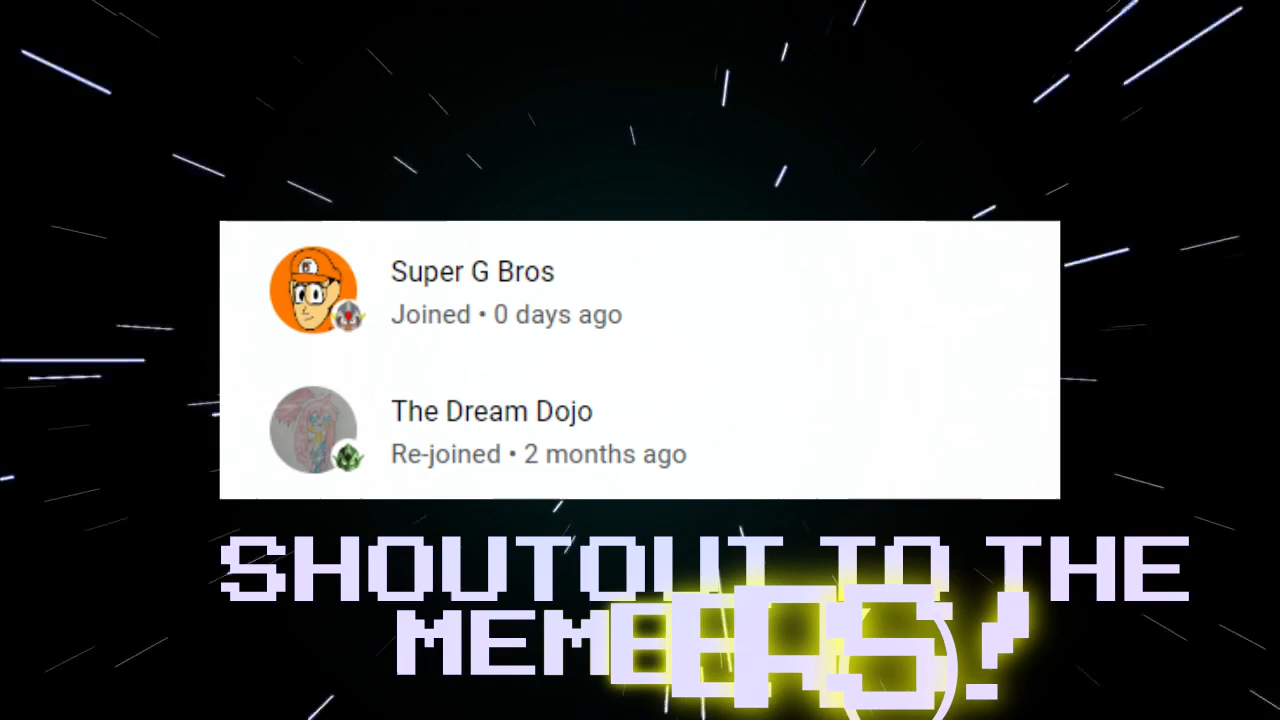 Super G Bros
Joined • 0 days ago
The Dream Dojo
Re-joined • 2 months ago
SHOUTOUT TO THE
MEMBERS!